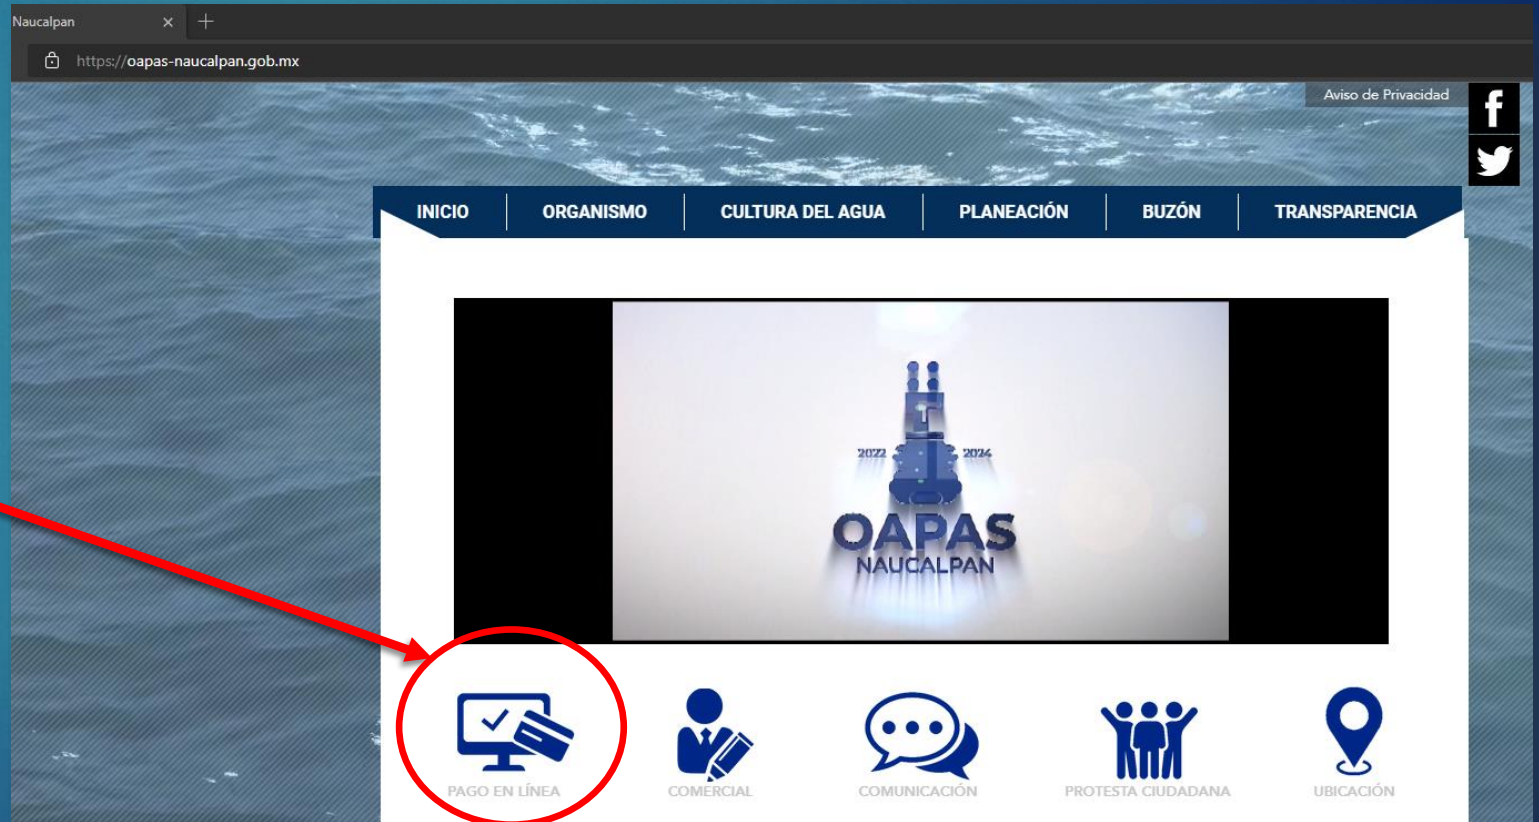 Naucalpan
https://oapas-naucalpan.gob.mx
Aviso de Privacidad
INICIO ORGANISMO CULTURA DEL AGUA PLANEACIÓN BUZÓN TRANSPARENCIA
2022 2024
OAPAS
NAUCALPAN
PAGO EN LÍNEA COMERCIAL COMUNICACIÓN PROTESTA CIUDADANA UBICACIÓN